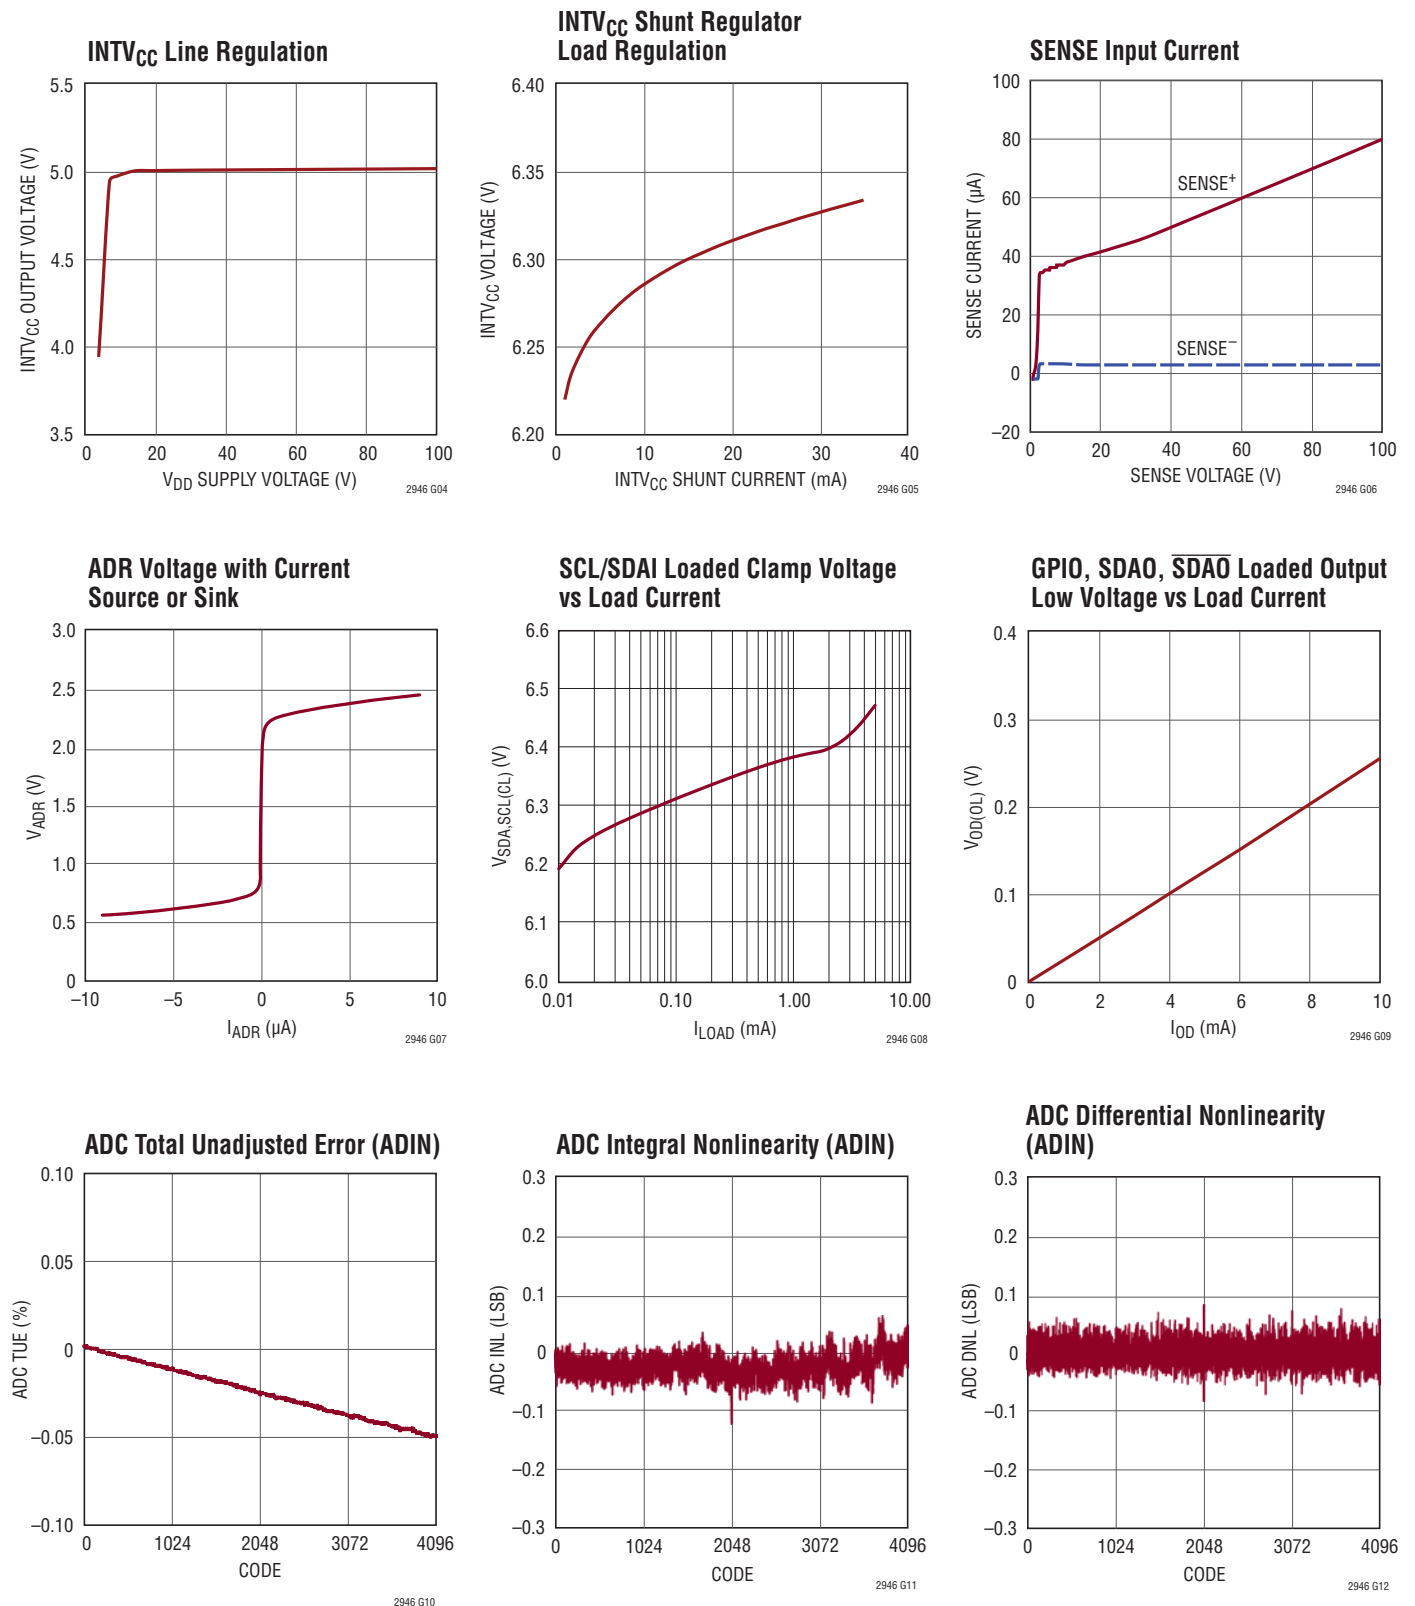 INTVCC Line Regulation
5.5
5.0
4.5
4.0
3.5
INTVCC OUTPUT VOLTAGE (V)
0 20 40 60 80 100
VDD SUPPLY VOLTAGE (V)
2946 G04
INTVCC Shunt Regulator
Load Regulation
6.40
6.35
6.30
6.25
6.20
INTVCC VOLTAGE (V)
0 10 20 30 40
INTVCC SHUNT CURRENT (mA)
2946 G05
SENSE Input Current
100
80
60
40
20
0
–20
SENSE CURRENT (µA)
SENSE+
SENSE–
0 20 40 60 80 100
SENSE VOLTAGE (V)
2946 G06
ADR Voltage with Current
Source or Sink
3.0
2.5
2.0
1.5
1.0
0.5
0
VADR (V)
–10 –5 0 5 10
IADR (µA)
2946 G07
SCL/SDAI Loaded Clamp Voltage
vs Load Current
6.6
6.5
6.4
6.3
6.2
6.1
6.0
VSDA,SCL(CL) (V)
0.01 0.10 1.00 10.00
ILOAD (mA)
2946 G08
GPIO, SDAO, S̅D̅A̅O̅ Loaded Output
Low Voltage vs Load Current
0.4
0.3
0.2
0.1
0
VOD(OL) (V)
0 2 4 6 8 10
IOD (mA)
2946 G09
ADC Total Unadjusted Error (ADIN)
0.10
0.05
0
–0.05
–0.10
ADC TUE (%)
0 1024 2048 3072 4096
CODE
2946 G10
ADC Integral Nonlinearity (ADIN)
0.3
0.2
0.1
0
–0.1
–0.2
–0.3
ADC INL (LSB)
0 1024 2048 3072 4096
CODE
2946 G11
ADC Differential Nonlinearity
(ADIN)
0.3
0.2
0.1
0
–0.1
–0.2
–0.3
ADC DNL (LSB)
0 1024 2048 3072 4096
CODE
2946 G12